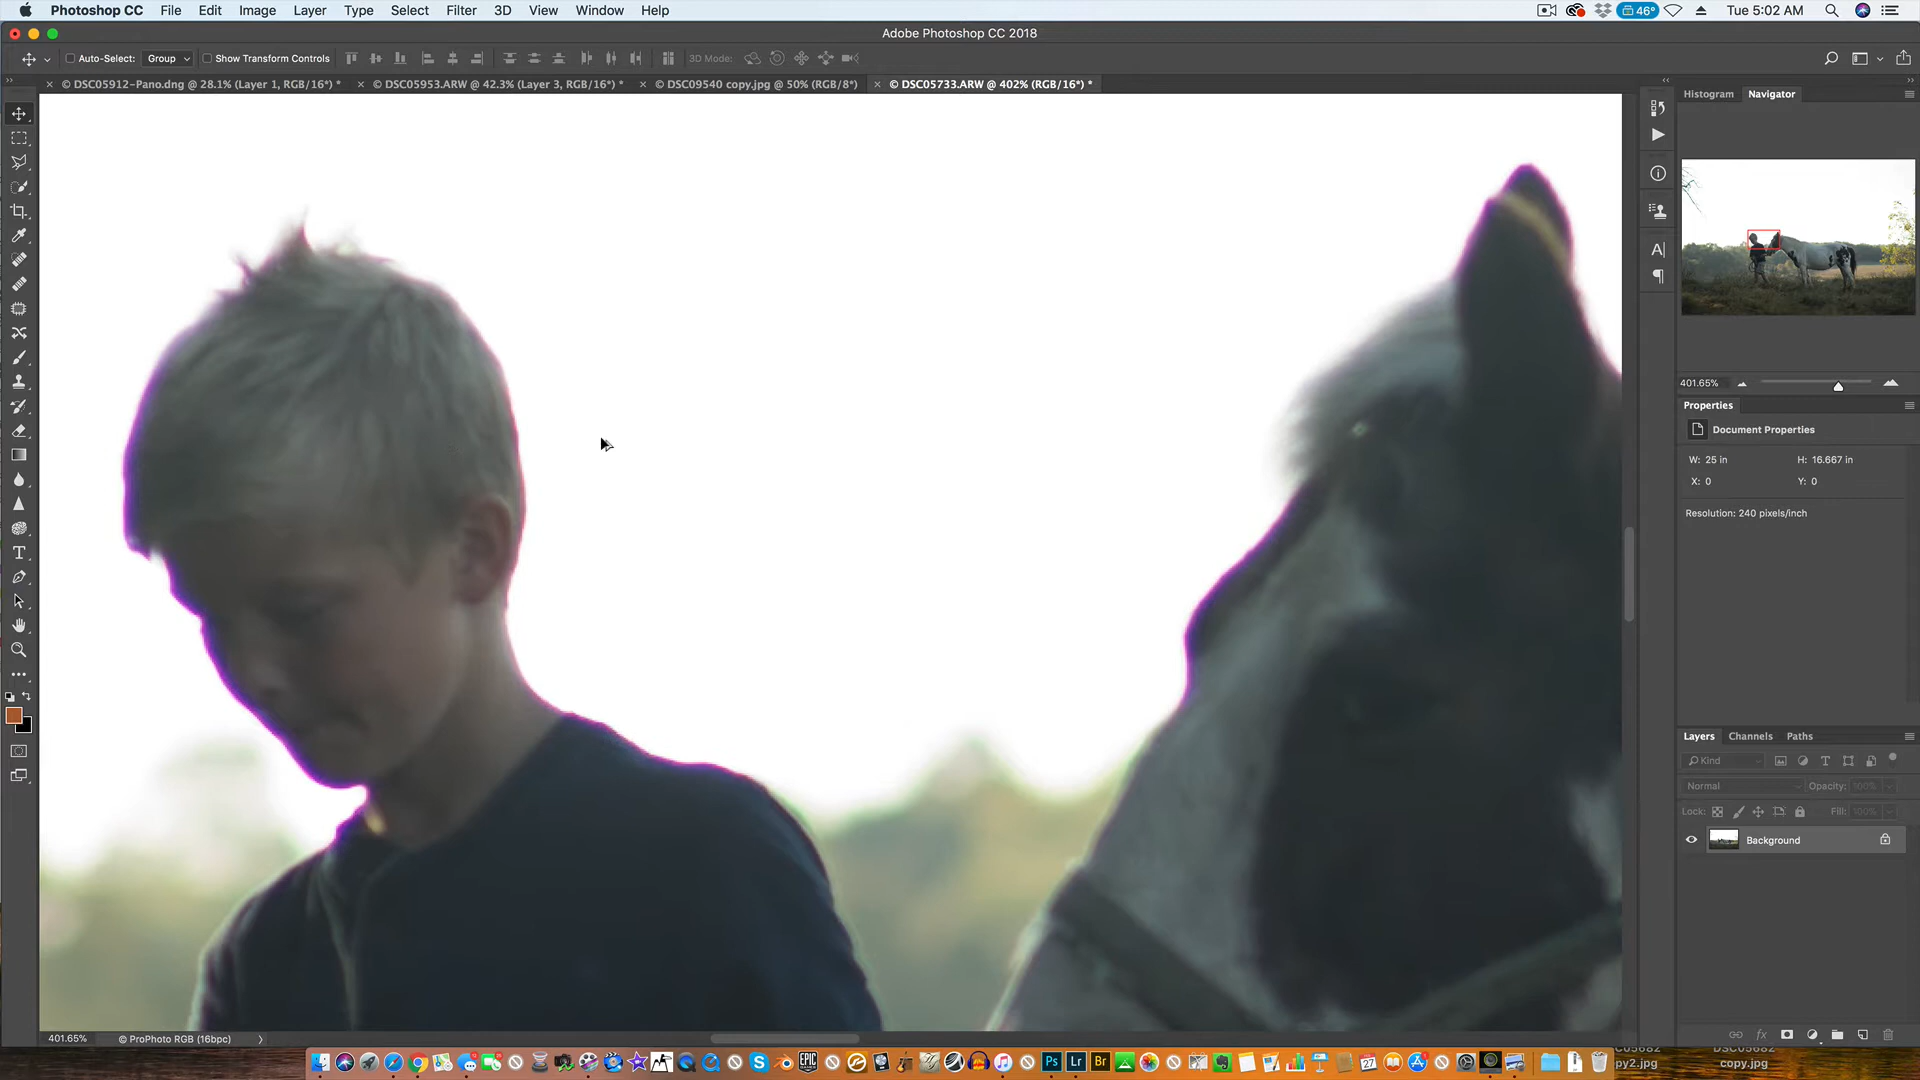 Photoshop CC File Edit Image Layer Type Select Filter 3D View Window Help 46° Tue 5:02 AM
Adobe Photoshop CC 2018
Auto-Select: Group Show Transform Controls 3D Mode:
© DSC05912-Pano.dng @ 28.1% (Layer 1, RGB/16*) * © DSC05953.ARW @ 42.3% (Layer 3, RGB/16*) * © DSC09540 copy.jpg @ 50% (RGB/8*) © DSC05733.ARW @ 402% (RGB/16*) *
Histogram Navigator
401.65%
Properties
Document Properties
W: 25 in H: 16.667 in
X: 0 Y: 0
Resolution: 240 pixels/inch
Layers Channels Paths
Kind
Normal Opacity: 100%
Lock: Fill: 100%
Background
401.65% © ProPhoto RGB (16bpc)
DSC05682
py2.jpg copy.jpg